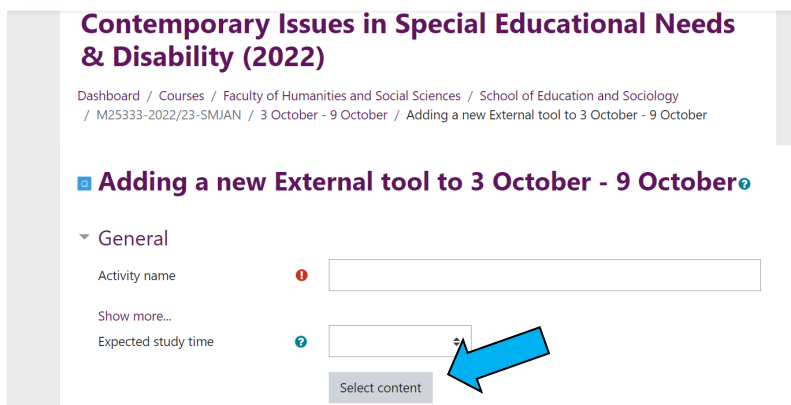 Contemporary Issues in Special Educational Needs
& Disability (2022)
Dashboard / Courses / Faculty of Humanities and Social Sciences / School of Education and Sociology
/ M25333-2022/23-SMJAN / 3 October - 9 October / Adding a new External tool to 3 October - 9 October
Adding a new External tool to 3 October - 9 October
General
Activity name
Show more...
Expected study time
Select content